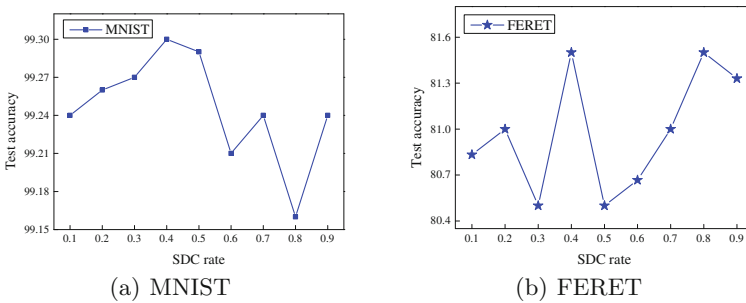 MNIST
99.30
99.27
99.24
99.21
99.18
99.15
Test accuracy
0.1 0.2 0.3 0.4 0.5 0.6 0.7 0.8 0.9
SDC rate
(a) MNIST
FERET
81.6
81.3
81.0
80.7
80.4
Test accuracy
0.1 0.2 0.3 0.4 0.5 0.6 0.7 0.8 0.9
SDC rate
(b) FERET